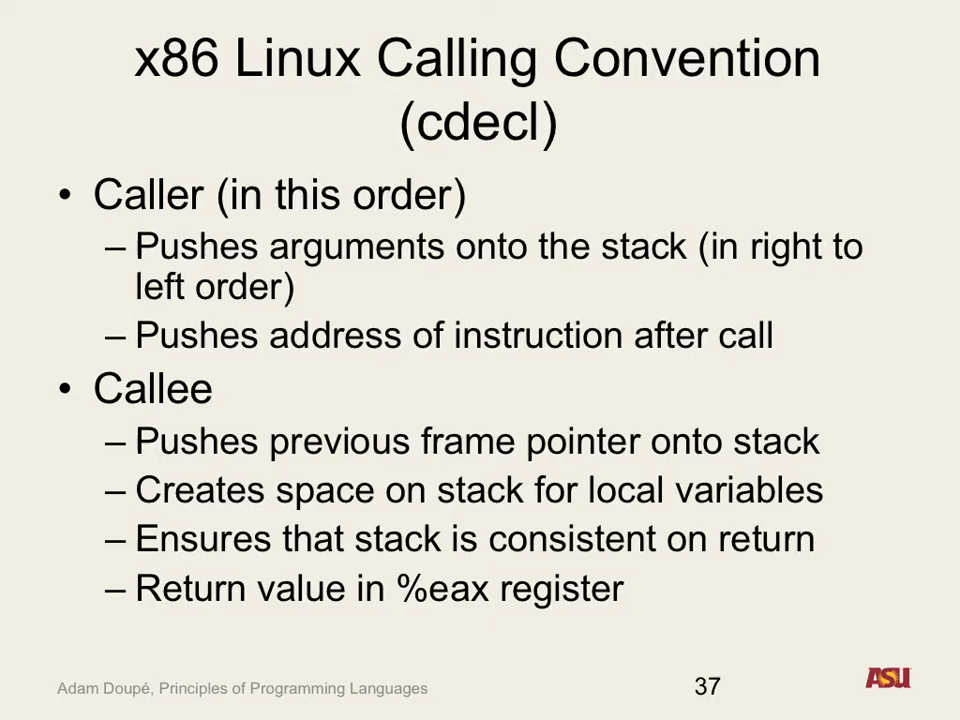 x86 Linux Calling Convention
(cdecl)
• Caller (in this order)
– Pushes arguments onto the stack (in right to
left order)
– Pushes address of instruction after call
• Callee
– Pushes previous frame pointer onto stack
– Creates space on stack for local variables
– Ensures that stack is consistent on return
– Return value in %eax register
Adam Doupé, Principles of Programming Languages
37
ASU